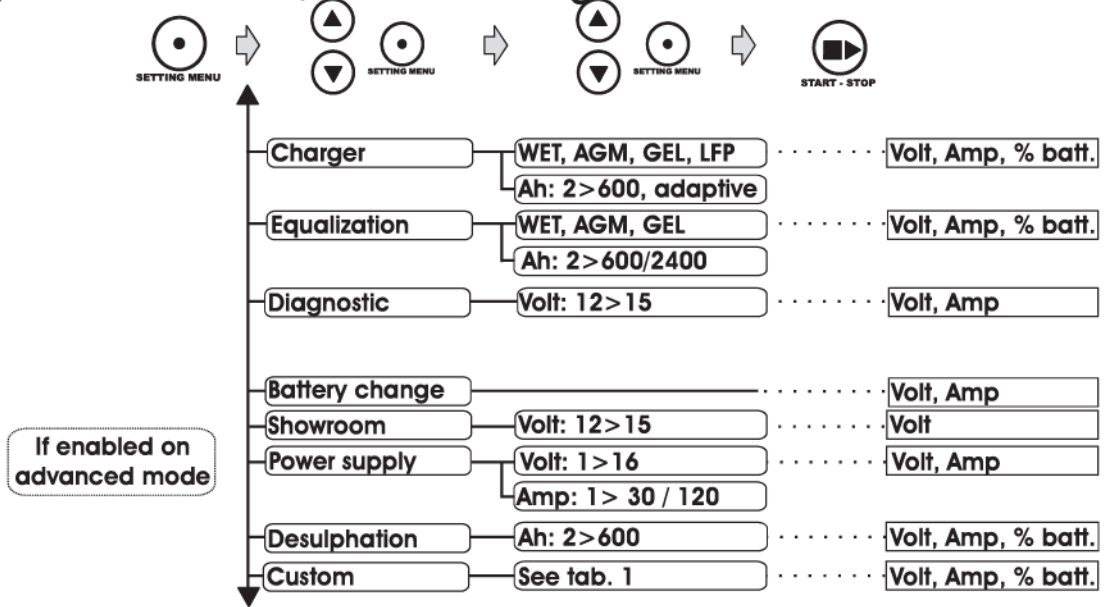 SETTING MENU
SETTING MENU
SETTING MENU
START - STOP
Charger WET, AGM, GEL, LFP Volt, Amp, % batt.
Ah: 2>600, adaptive
Equalization WET, AGM, GEL Volt, Amp, % batt.
Ah: 2>600/2400
Diagnostic Volt: 12>15 Volt, Amp
Battery change Volt, Amp
Showroom Volt: 12>15 Volt
If enabled on
advanced mode
Power supply Volt: 1>16 Volt, Amp
Amp: 1> 30 / 120
Desulphation Ah: 2>600 Volt, Amp, % batt.
Custom See tab. 1 Volt, Amp, % batt.